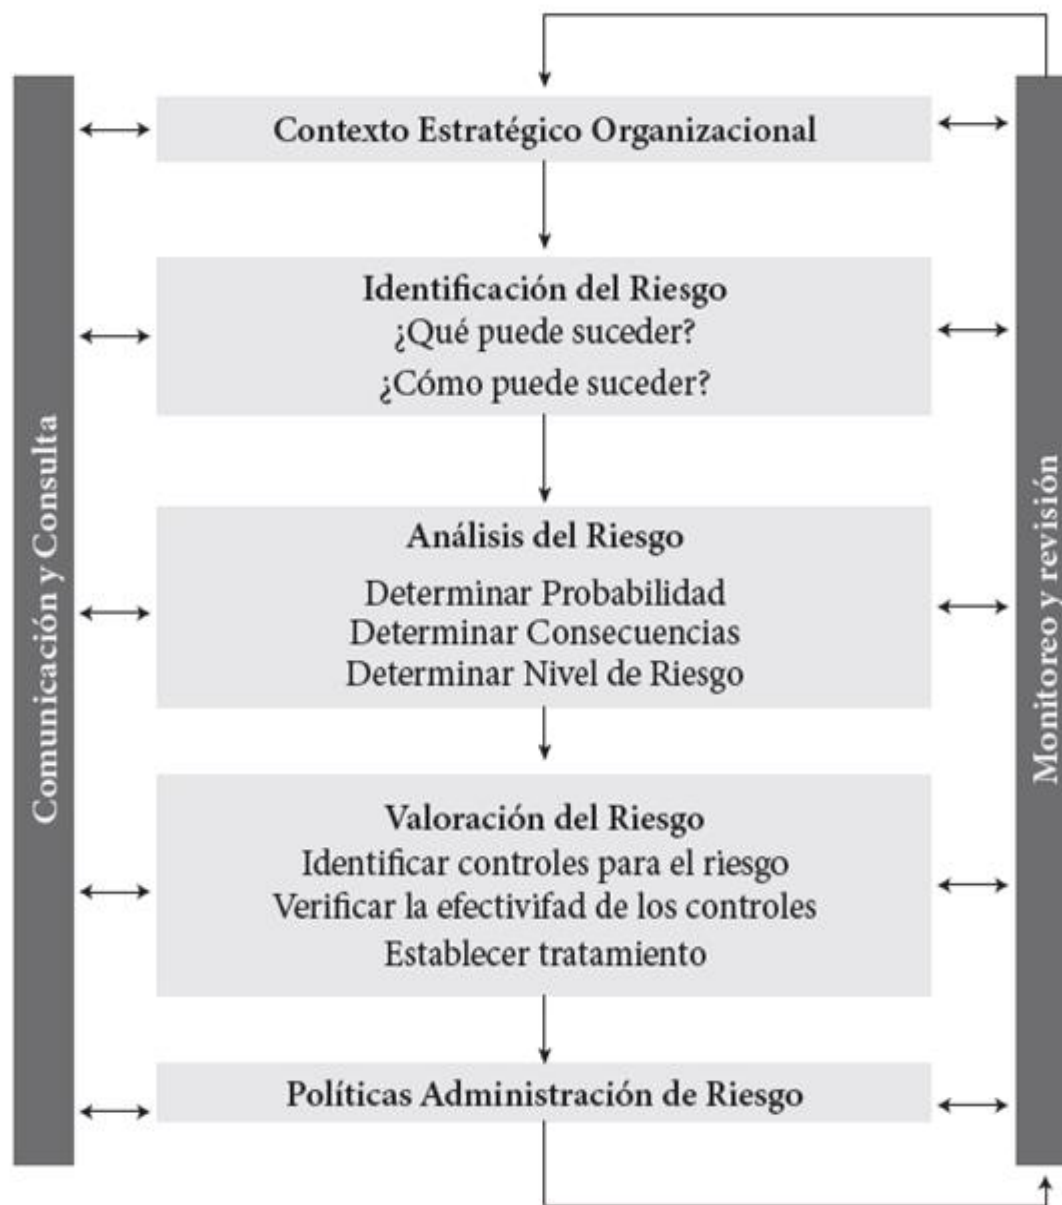 Contexto Estratégico Organizacional
Identificación del Riesgo
¿Qué puede suceder?
¿Cómo puede suceder?
Análisis del Riesgo
Determinar Probabilidad
Determinar Consecuencias
Determinar Nivel de Riesgo
Valoración del Riesgo
Identificar controles para el riesgo
Verificar la efectivifad de los controles
Establecer tratamiento
Políticas Administración de Riesgo
Comunicación y Consulta
Monitoreo y revisión